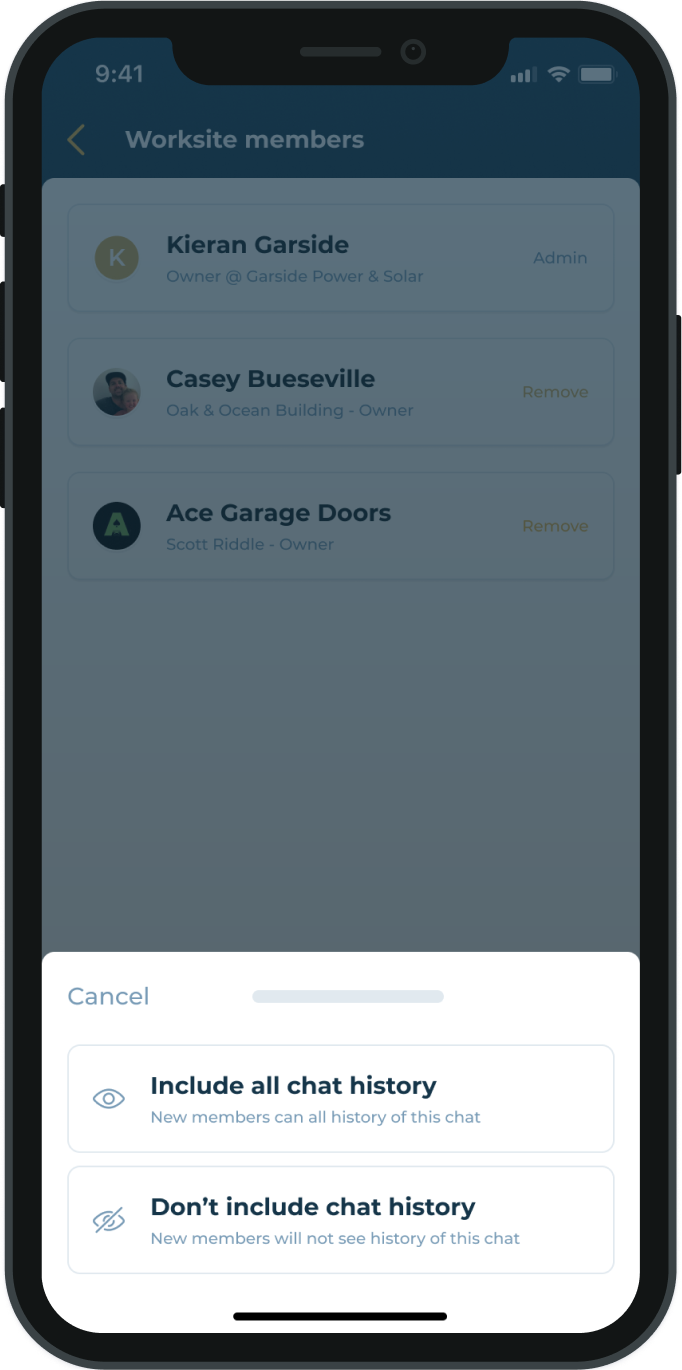 9:41
Worksite members
K
Kieran Garside
Owner @ Garside Power & Solar
Admin
Casey Bueseville
Oak & Ocean Building - Owner
Remove
A
Ace Garage Doors
Scott Riddle - Owner
Remove
Cancel
Include all chat history
New members can all history of this chat
Don’t include chat history
New members will not see history of this chat